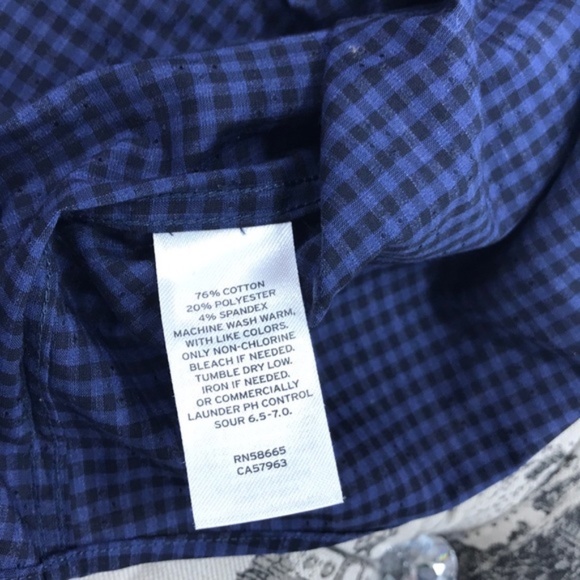 76% COTTON
20% POLYESTER
4% SPANDEX
MACHINE WASH WARM,
WITH LIKE COLORS.
ONLY NON-CHLORINE
BLEACH IF NEEDED.
TUMBLE DRY LOW.
IRON IF NEEDED.
OR COMMERCIALLY
LAUNDER PH CONTROL
SOUR 6.5-7.0.
RN58665
CA57963